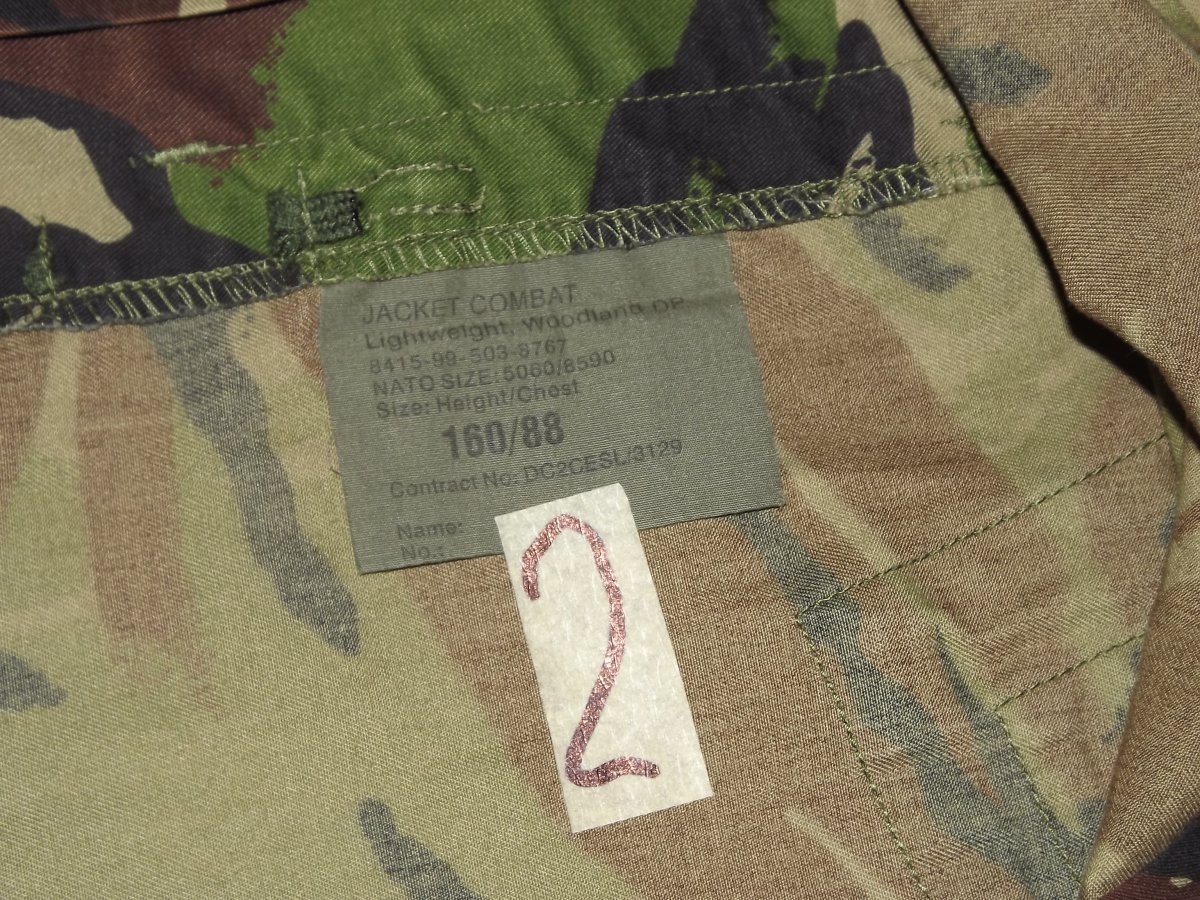 JACKET COMBAT
Lightweight, Woodland DP.
8415-99-503-8767
NATO SIZE: 5060/8590
Size: Height/Chest
160/88
Contract No: DC2CESL/3129
Name:
No.:
2